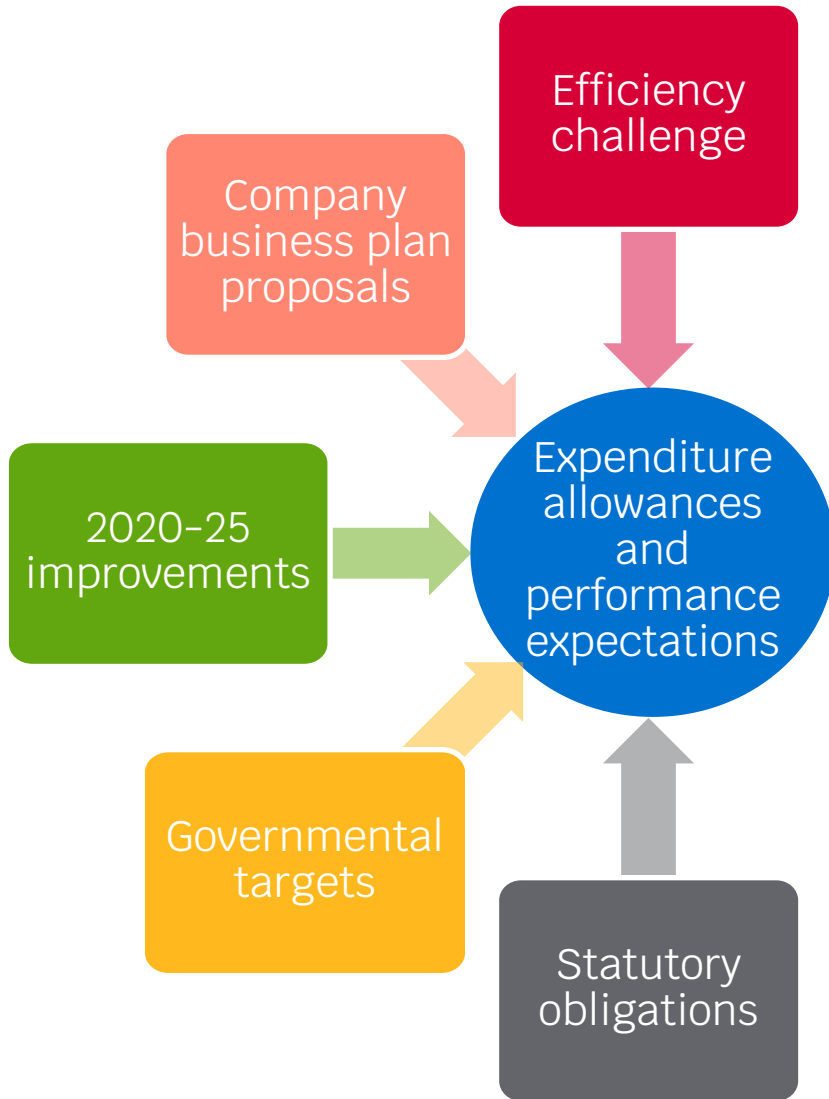 Efficiency
challenge
Company
business plan
proposals
2020-25
improvements
Expenditure
allowances
and
performance
expectations
Governmental
targets
Statutory
obligations